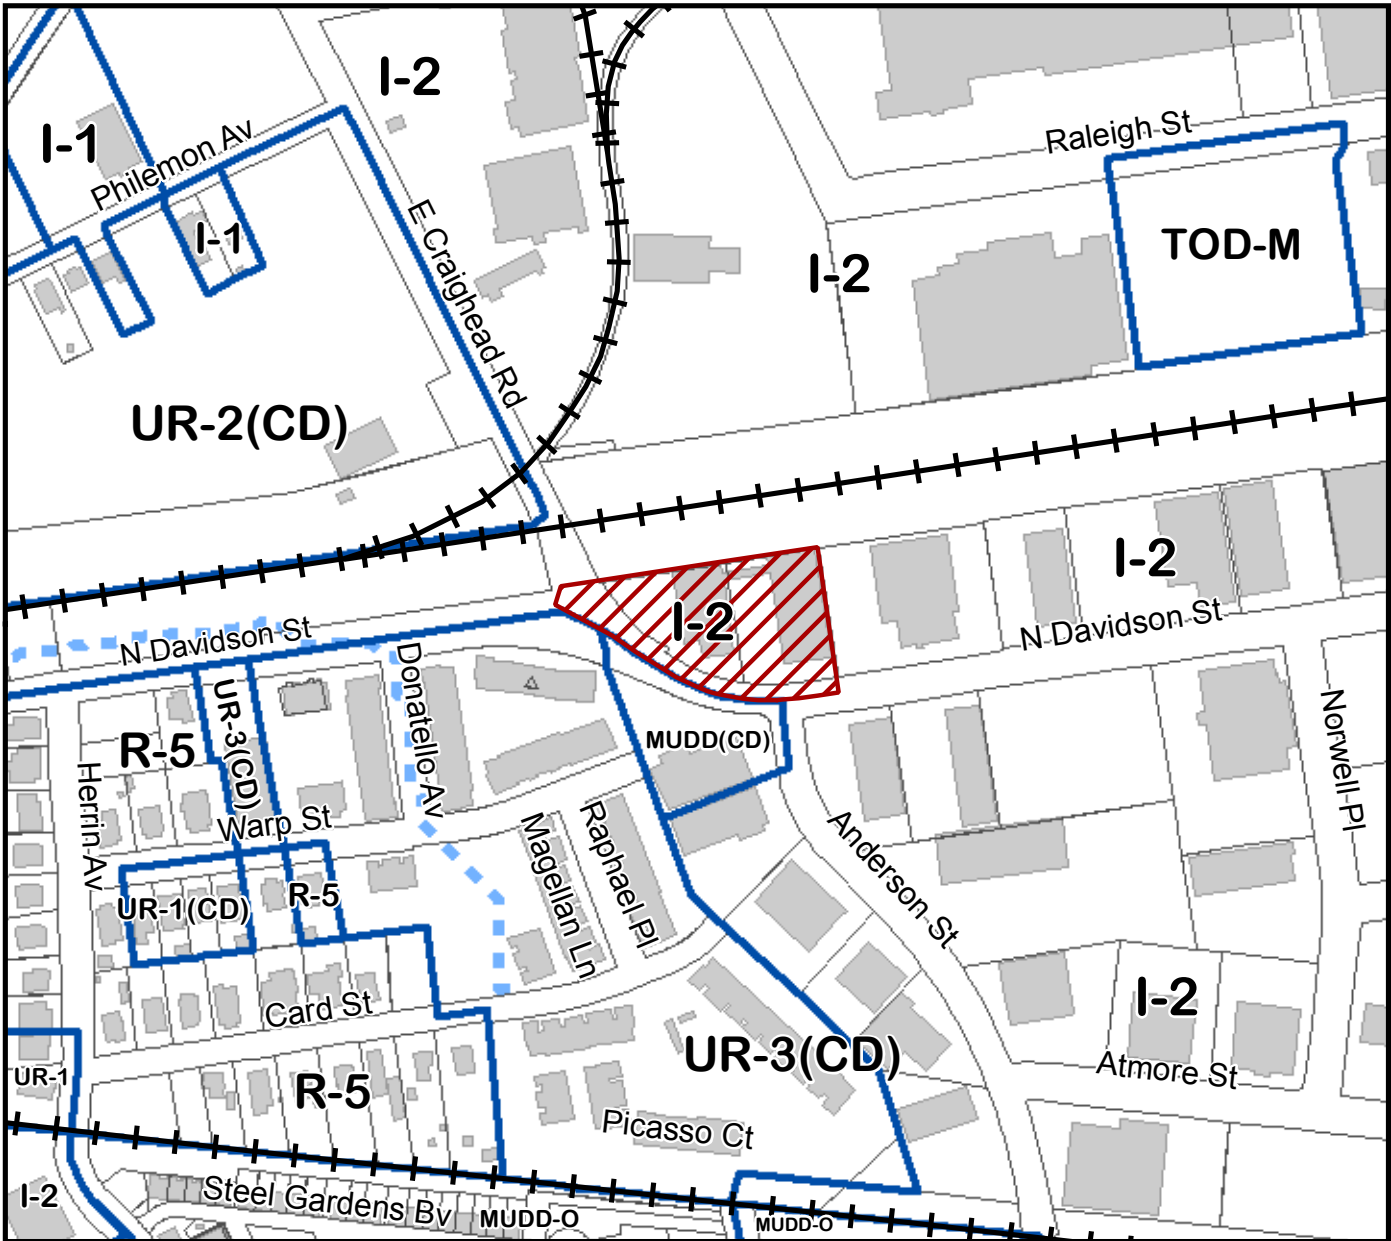 I-2
I-1
Philemon Av
I-1
E Craighead Rd
Raleigh St
TOD-M
I-2
UR-2(CD)
I-2
I-2
N Davidson St
N Davidson St
UR-3(CD)
Donatello Av
MUDD(CD)
R-5
Herrin Av
Warp St
Norwell Pl
Magellan Ln
Raphael Pl
Anderson St
UR-1(CD)
R-5
Card St
I-2
UR-3(CD)
Atmore St
UR-1
R-5
Picasso Ct
I-2
Steel Gardens Bv
MUDD-O
MUDD-O